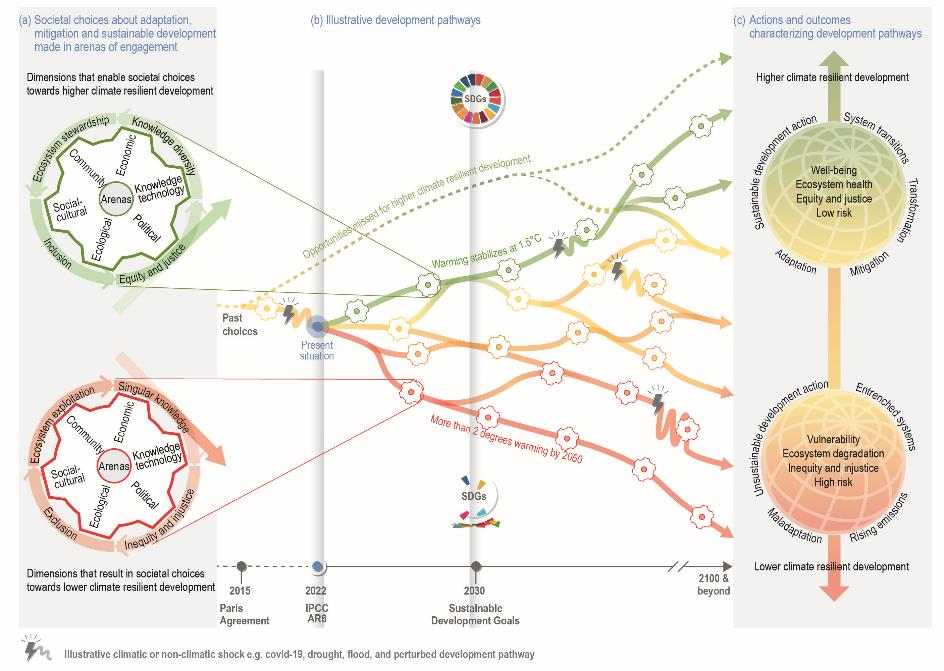 (a) Societal choices about adaptation,
mitigation and sustainable development
made in arenas of engagement
Dimensions that enable societal choices
towards higher climate resilient development
Ecosystem stewardship
Knowledge diversity
Equity and justice
Inclusion
Economic
Knowledge
technology
Political
Ecological
Social-
cultural
Community
Arenas
Ecosystem exploitation
Singular knowledge
Inequity and injustice
Exclusion
Economic
Knowledge
technology
Political
Ecological
Social-
cultural
Community
Arenas
Dimensions that result in societal choices
towards lower climate resilient development
(b) Illustrative development pathways
SDGs
Opportunities missed for higher climate resilient development
Warming stabilizes at 1.5°C
Past
choices
Present
situation
More than 2 degrees warming by 2050
SDGs
2015
Paris
Agreement
2022
IPCC
AR6
2030
Sustainable
Development Goals
2100 &
beyond
(c) Actions and outcomes
characterizing development pathways
Higher climate resilient development
Sustainable development action
System transitions
Transformation
Mitigation
Adaptation
Well-being
Ecosystem health
Equity and justice
Low risk
Unsustainable development action
Entrenched systems
Rising emissions
Maladaptation
Vulnerability
Ecosystem degradation
Inequity and injustice
High risk
Lower climate resilient development
Illustrative climatic or non-climatic shock e.g. covid-19, drought, flood, and perturbed development pathway